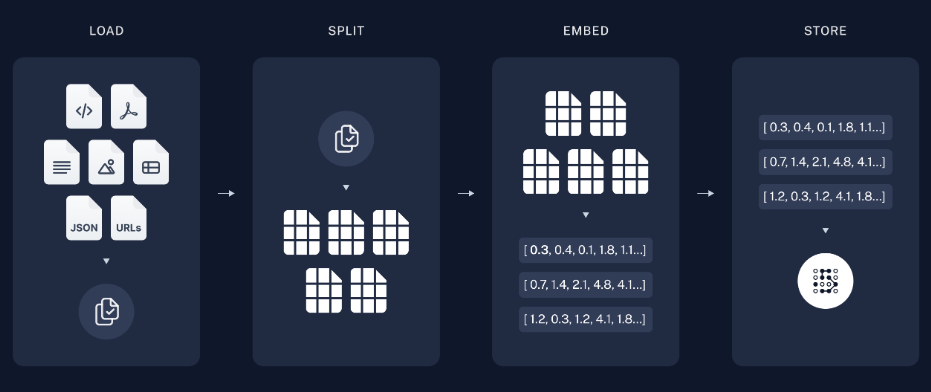 LOAD
SPLIT
EMBED
STORE
JSON
URLs
[ 0.3, 0.4, 0.1, 1.8, 1.1...]
[ 0.7, 1.4, 2.1, 4.8, 4.1...]
[ 1.2, 0.3, 1.2, 4.1, 1.8...]
[ 0.3, 0.4, 0.1, 1.8, 1.1...]
[ 0.7, 1.4, 2.1, 4.8, 4.1...]
[ 1.2, 0.3, 1.2, 4.1, 1.8...]